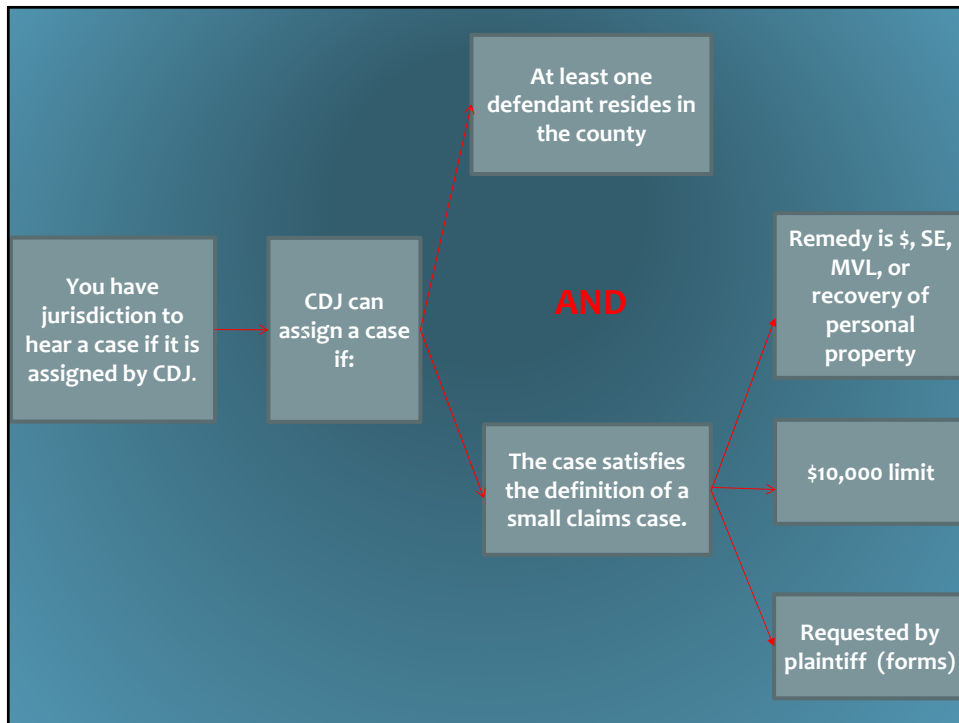 You have
jurisdiction to
hear a case if it is
assigned by CDJ.
CDJ can
assign a case
if:
At least one
defendant resides in
the county
AND
The case satisfies
the definition of a
small claims case.
Remedy is $, SE,
MVL, or
recovery of
personal
property
$10,000 limit
Requested by
plaintiff (forms)